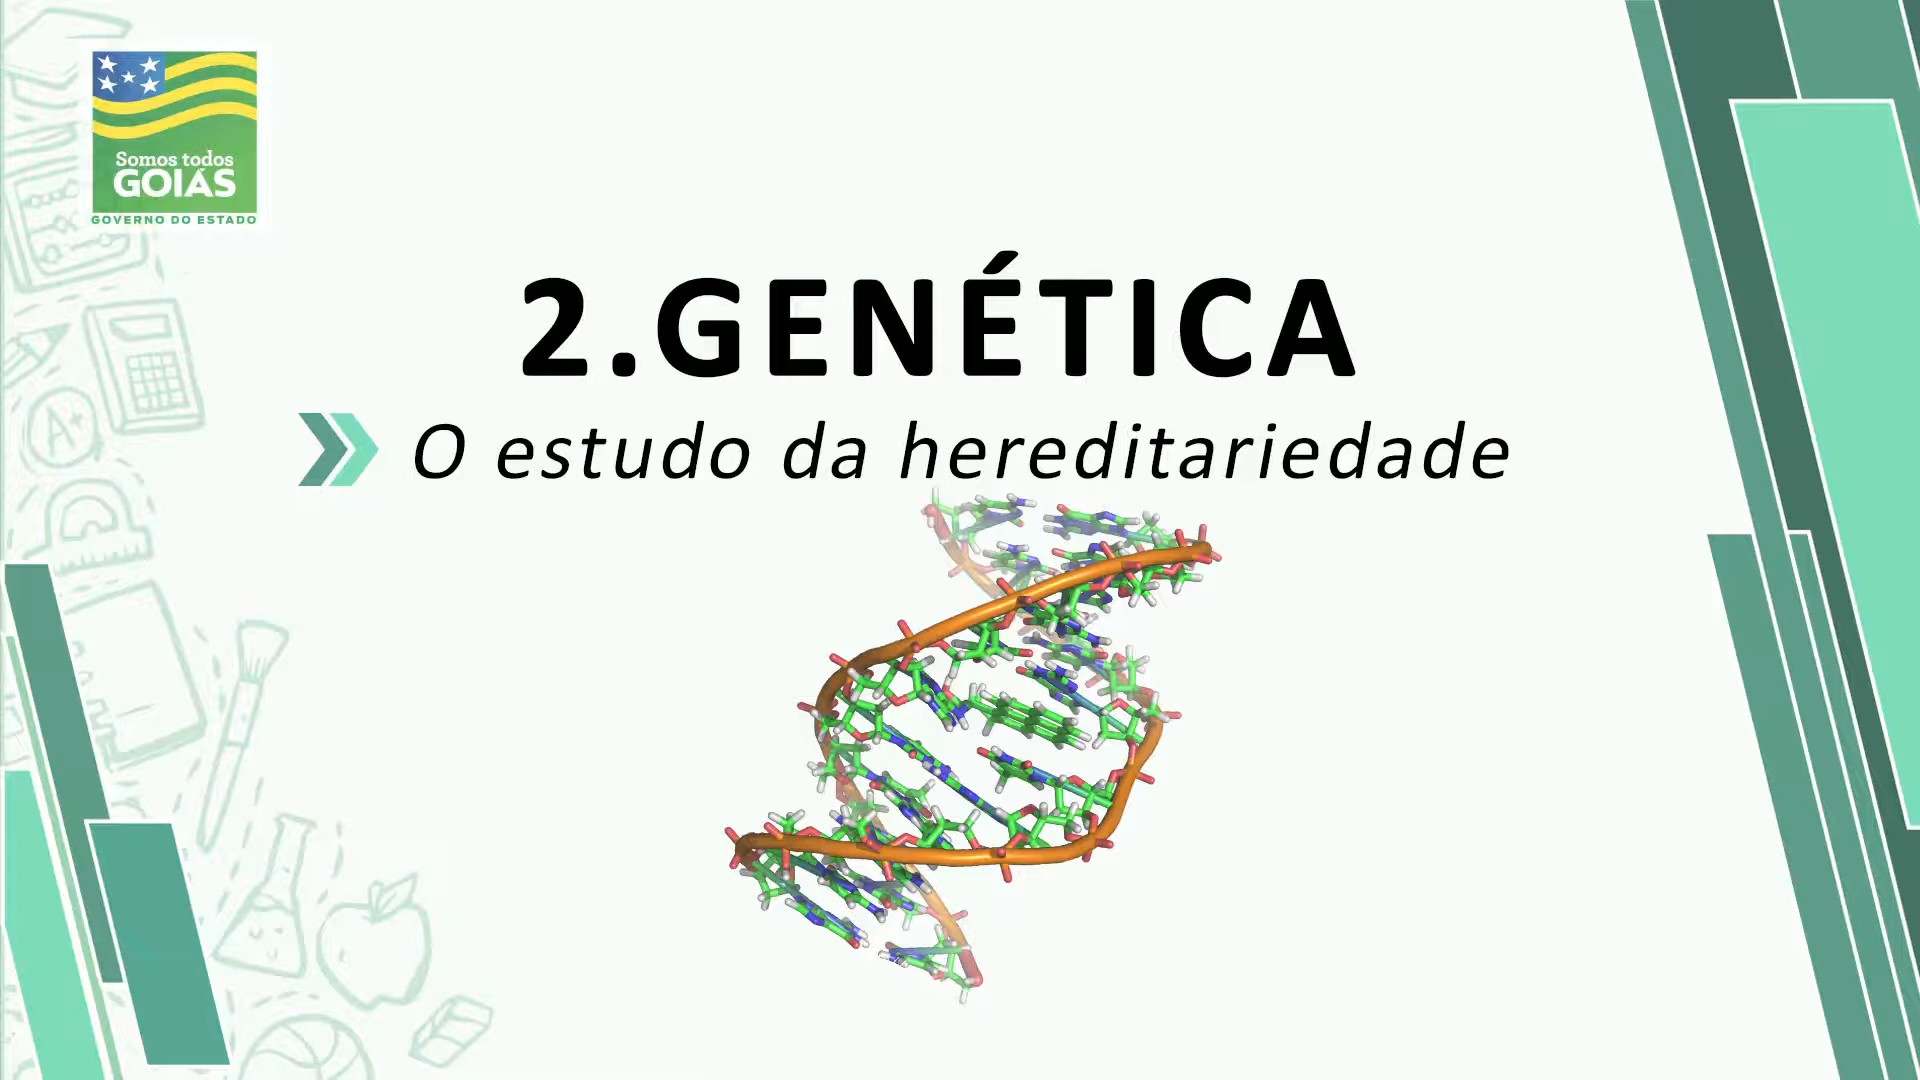 Somos todos
GOIÁS
GOVERNO DO ESTADO
2.GENÉTICA
O estudo da hereditariedade
A+